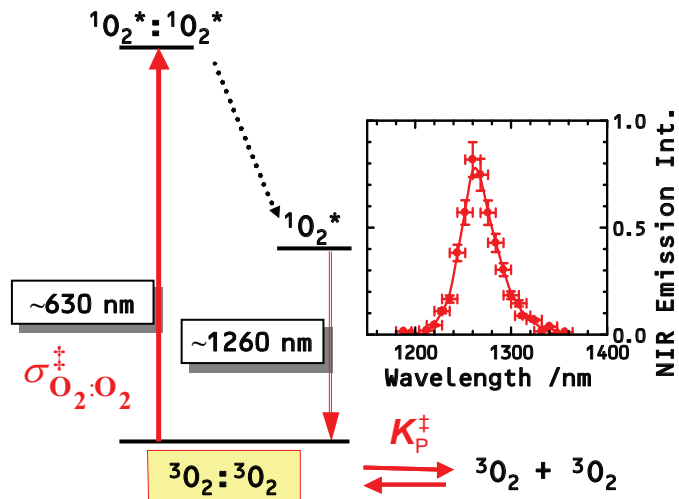 ¹O₂*:¹O₂*
¹O₂*
~630 nm
~1260 nm
σ‡O₂:O₂
³O₂:³O₂
K‡P
³O₂ + ³O₂
1.0
0.5
0.0
1200 1300 1400
Wavelength /nm
NIR Emission Int.